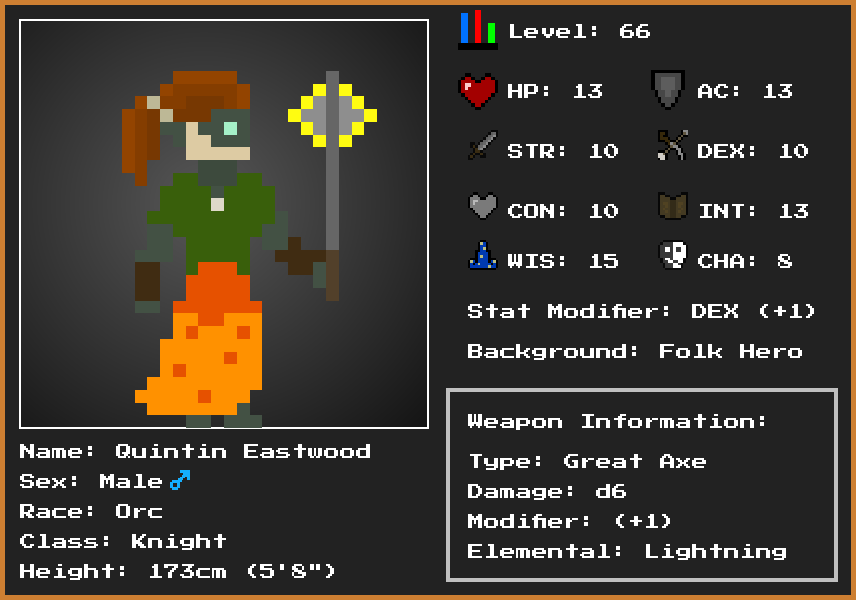 Level: 66
HP: 13
AC: 13
STR: 10
DEX: 10
CON: 10
INT: 13
WIS: 15
CHA: 8
Stat Modifier: DEX (+1)
Background: Folk Hero
Weapon Information:
Type: Great Axe
Damage: d6
Modifier: (+1)
Elemental: Lightning
Name: Quintin Eastwood
Sex: Male ♂
Race: Orc
Class: Knight
Height: 173cm (5'8")